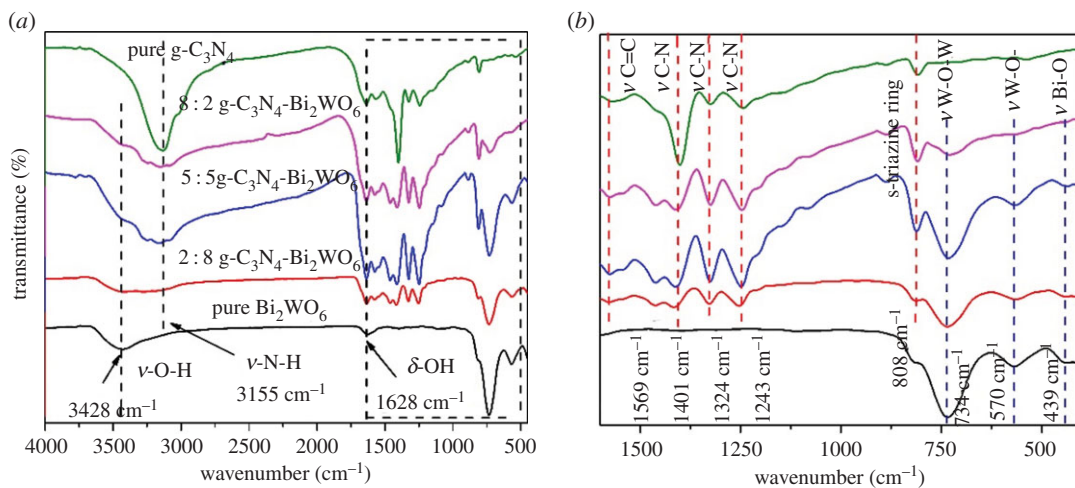 (a)
transmittance (%)
pure g-C₃N₄
8 : 2 g-C₃N₄-Bi₂WO₆
5 : 5g-C₃N₄-Bi₂WO₆
2 : 8 g-C₃N₄-Bi₂WO₆
pure Bi₂WO₆
ν-O-H
3428 cm⁻¹
ν-N-H
3155 cm⁻¹
δ-OH
1628 cm⁻¹
4000 3500 3000 2500 2000 1500 1000 500
wavenumber (cm⁻¹)
(b)
ν C=C
ν C-N
ν C-N
ν C-N
s-triazine ring
ν W-O-W
ν W-O-
ν Bi-O
1569 cm⁻¹
1401 cm⁻¹
1324 cm⁻¹
1243 cm⁻¹
808 cm⁻¹
734 cm⁻¹
570 cm⁻¹
439 cm⁻¹
1500 1250 1000 750 500
wavenumber (cm⁻¹)